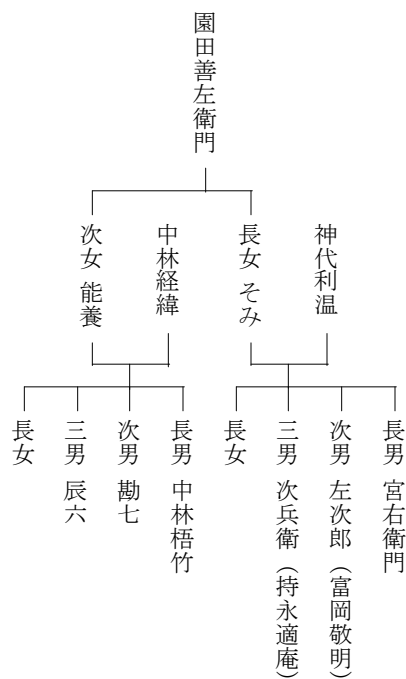 園田善左衛門
神代利温
長女 そみ
中林経緯
次女 能養
長男 宮右衛門
次男 左次郎（富岡敬明）
三男 次兵衛（持永適庵）
長女
長男 中林梧竹
次男 勘七
三男 辰六
長女